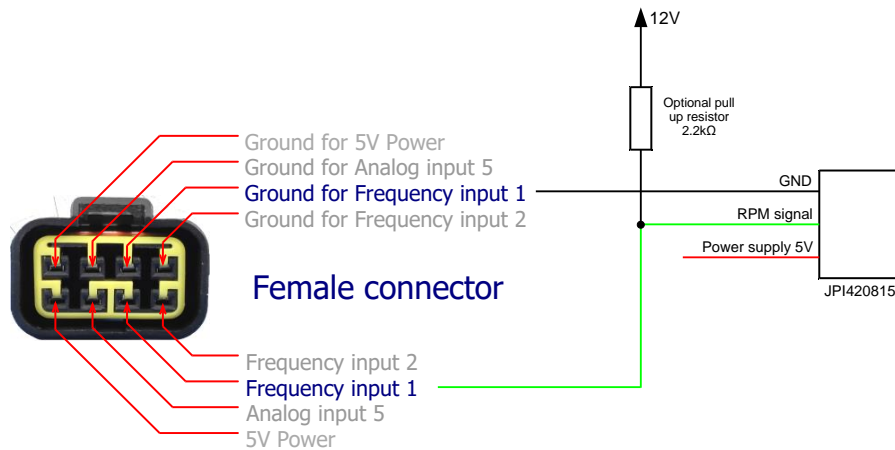 12V
Optional pull
up resistor
2.2kΩ
Ground for 5V Power
Ground for Analog input 5
Ground for Frequency input 1
Ground for Frequency input 2
GND
RPM signal
Power supply 5V
JPI420815
Female connector
Frequency input 2
Frequency input 1
Analog input 5
5V Power